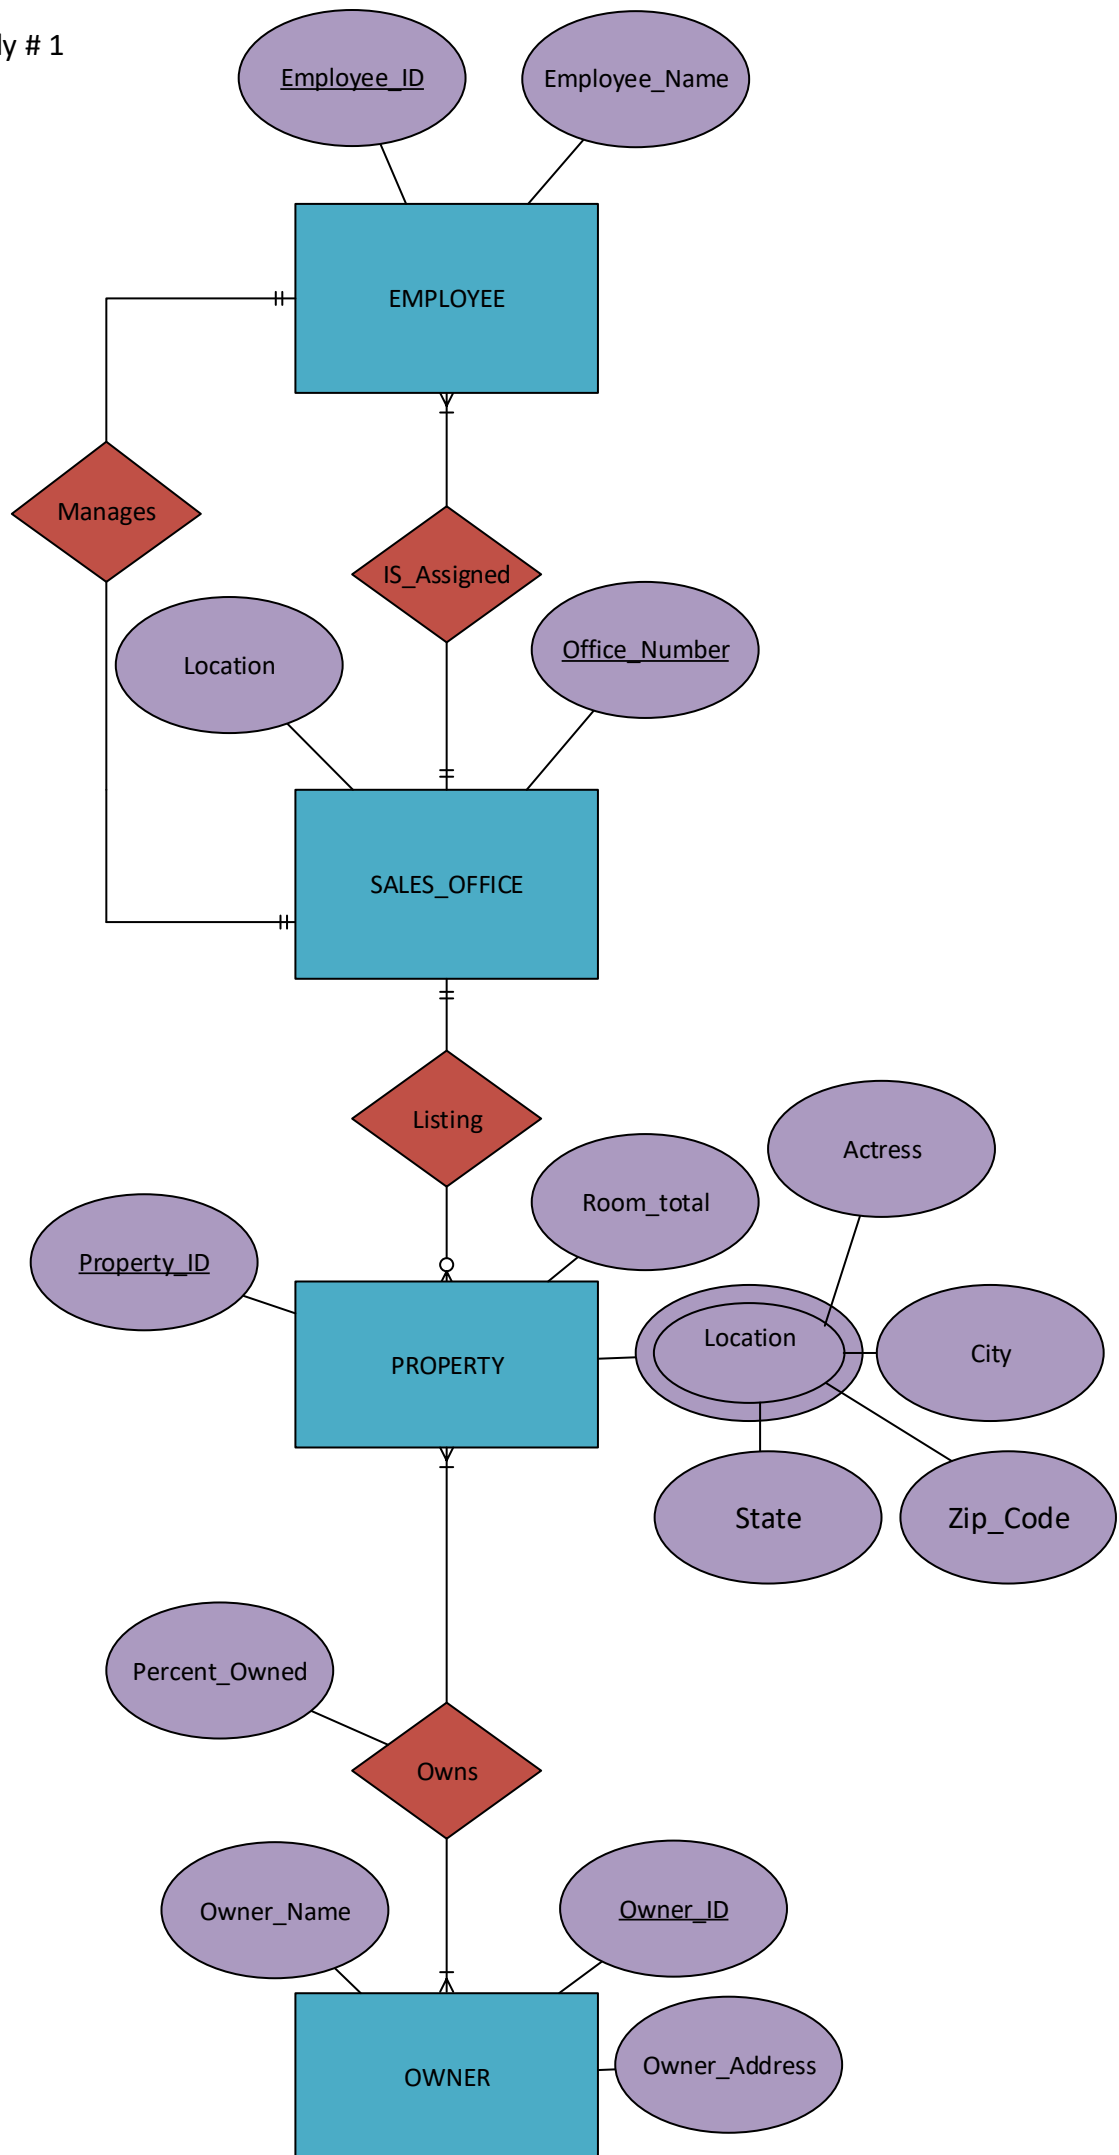 # 1
Employee_ID
Employee_Name
EMPLOYEE
Manages
IS_Assigned
Location
Office_Number
SALES_OFFICE
Listing
Actress
Room_total
Property_ID
Location
City
PROPERTY
State
Zip_Code
Percent_Owned
Owns
Owner_Name
Owner_ID
Owner_Address
OWNER